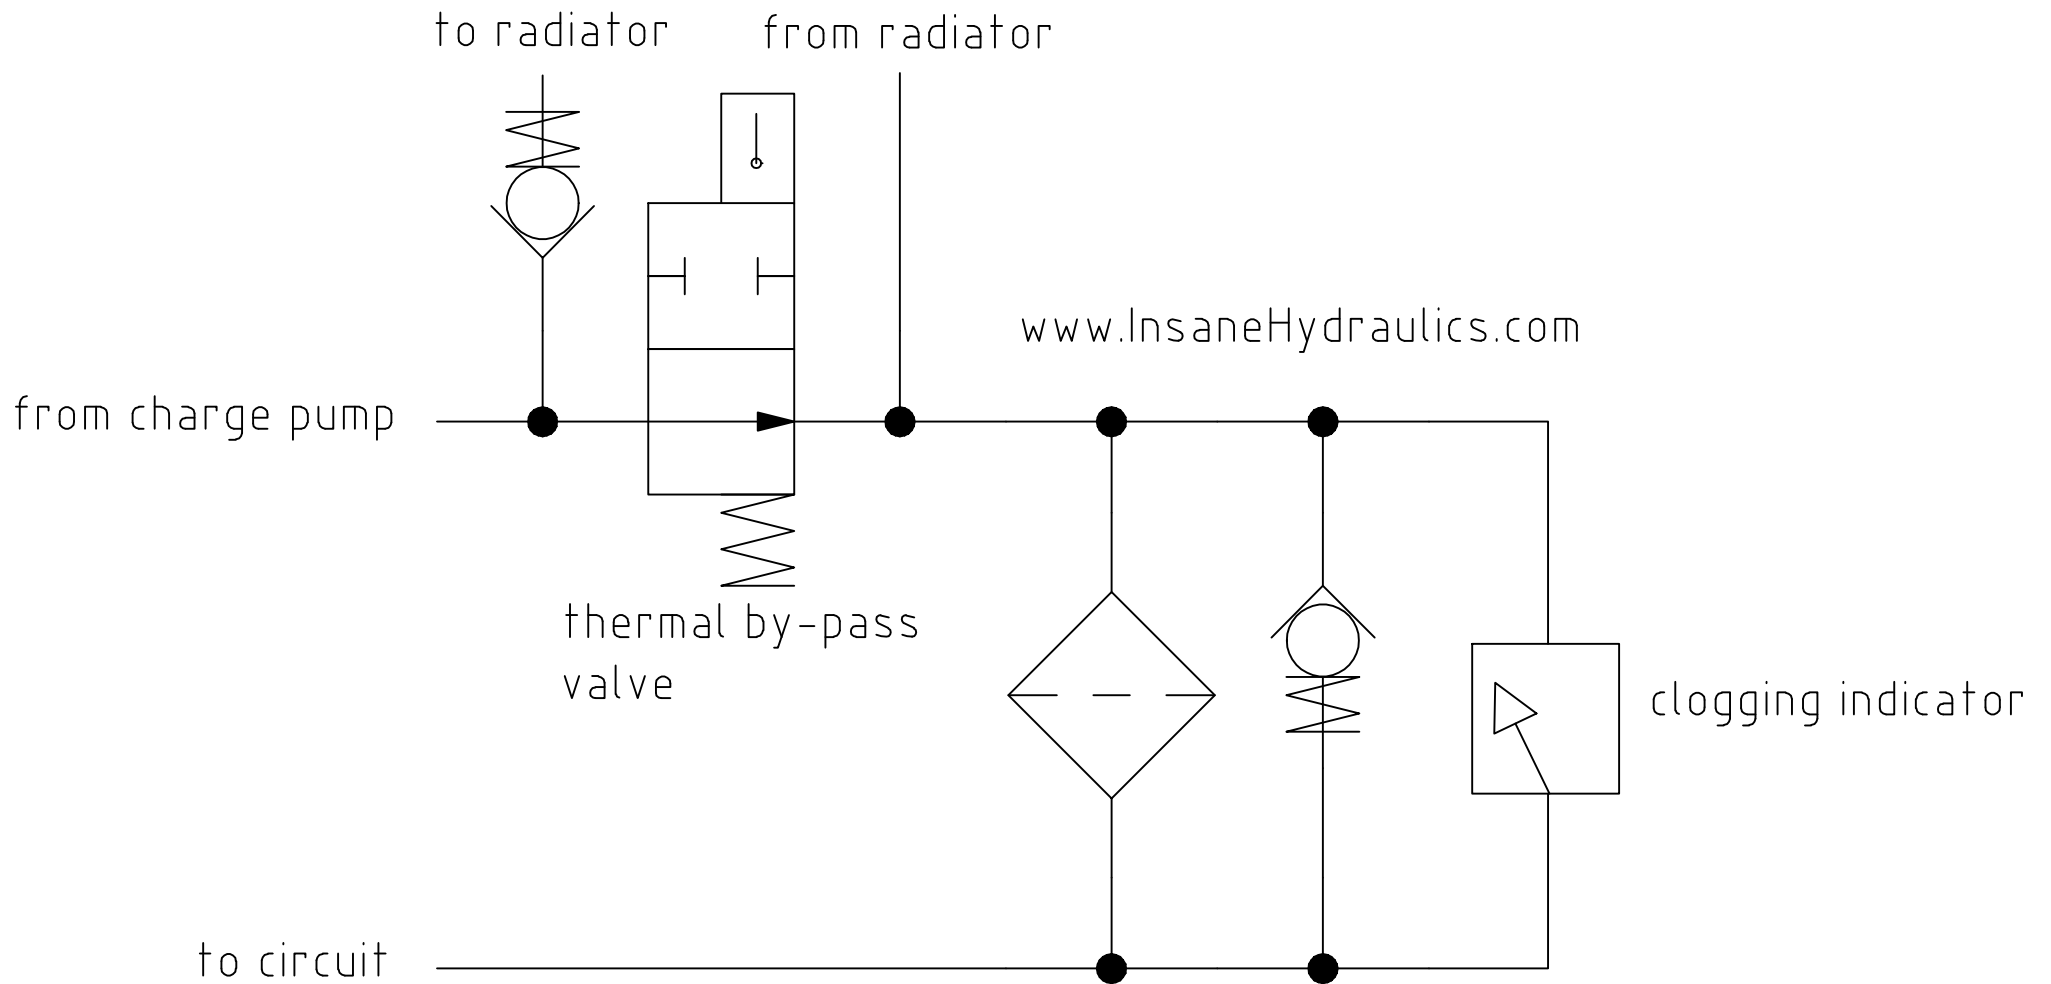 to radiator
from radiator
www.InsaneHydraulics.com
from charge pump
thermal by-pass
valve
clogging indicator
to circuit